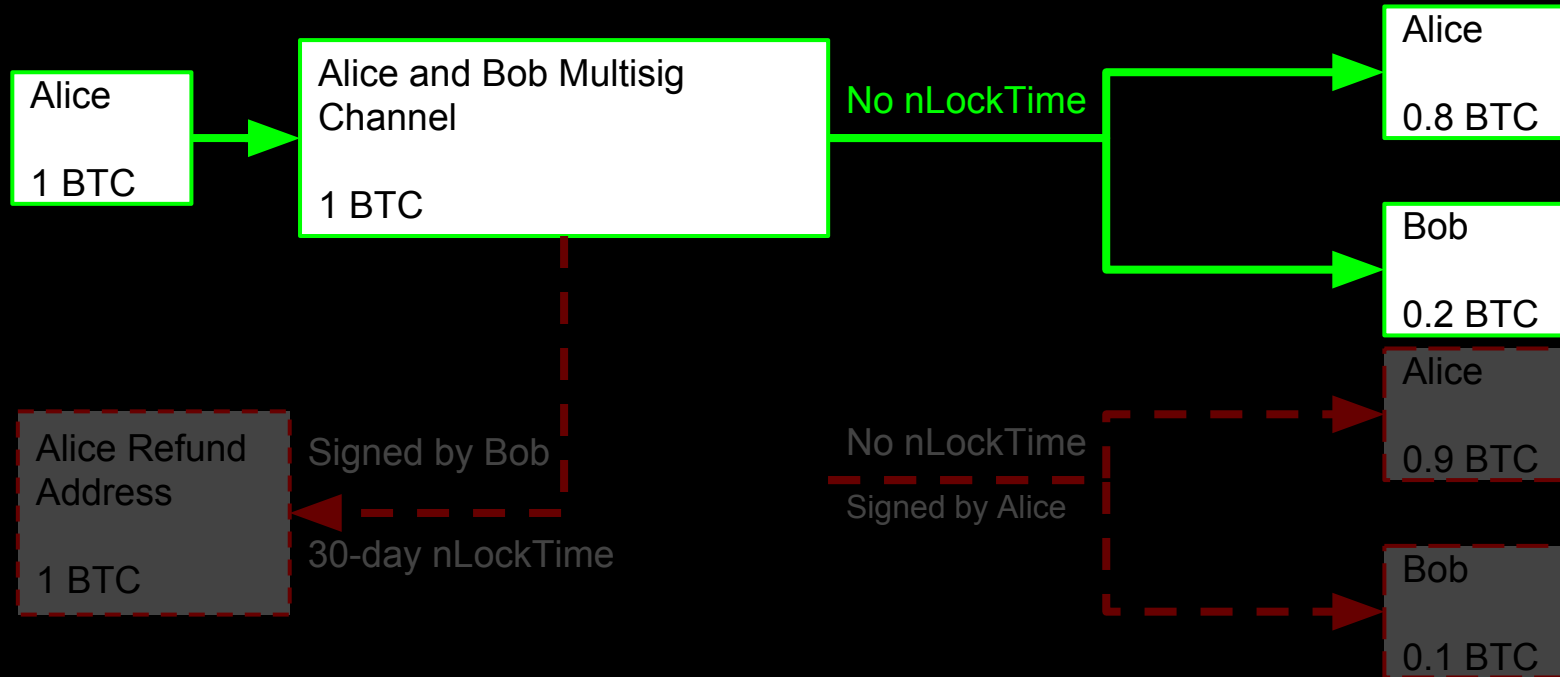 Alice
1 BTC
Alice and Bob Multisig
Channel
1 BTC
No nLockTime
Alice
0.8 BTC
Bob
0.2 BTC
Alice Refund
Address
1 BTC
Signed by Bob
30-day nLockTime
No nLockTime
Signed by Alice
Alice
0.9 BTC
Bob
0.1 BTC